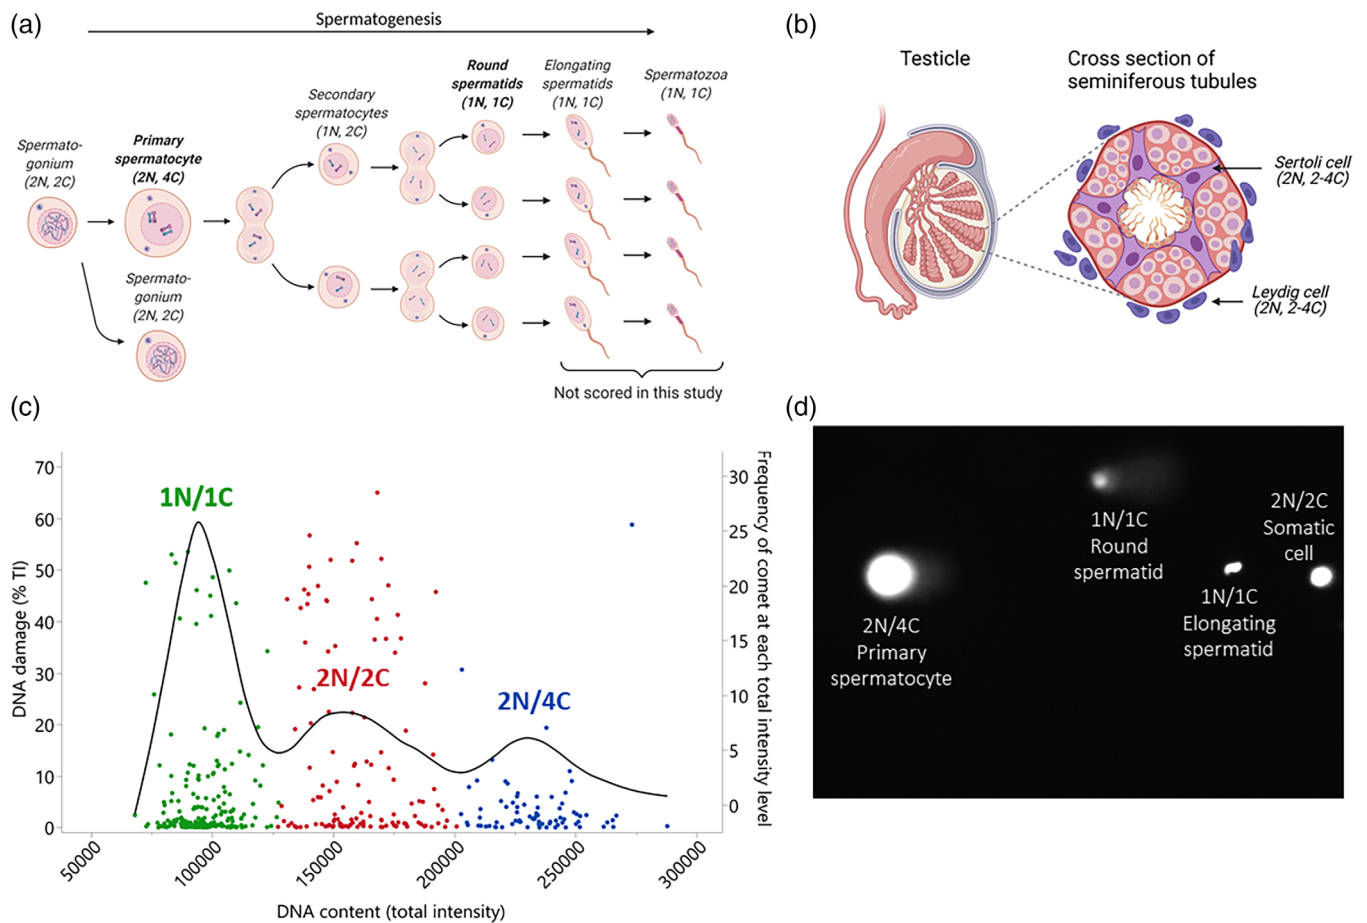 (a)
Spermatogenesis
Spermato-
gonium
(2N, 2C)
Primary
spermatocyte
(2N, 4C)
Spermato-
gonium
(2N, 2C)
Secondary
spermatocytes
(1N, 2C)
Round
spermatids
(1N, 1C)
Elongating
spermatids
(1N, 1C)
Spermatozoa
(1N, 1C)
Not scored in this study
(b)
Testicle
Cross section of
seminiferous tubules
Sertoli cell
(2N, 2-4C)
Leydig cell
(2N, 2-4C)
(c)
DNA damage (% TI)
70
60
50
40
30
20
10
0
1N/1C
2N/2C
2N/4C
30
25
20
15
10
5
0
Frequency of comet at each total intensity level
50000
100000
150000
200000
250000
300000
DNA content (total intensity)
(d)
2N/4C
Primary
spermatocyte
1N/1C
Round
spermatid
1N/1C
Elongating
spermatid
2N/2C
Somatic
cell